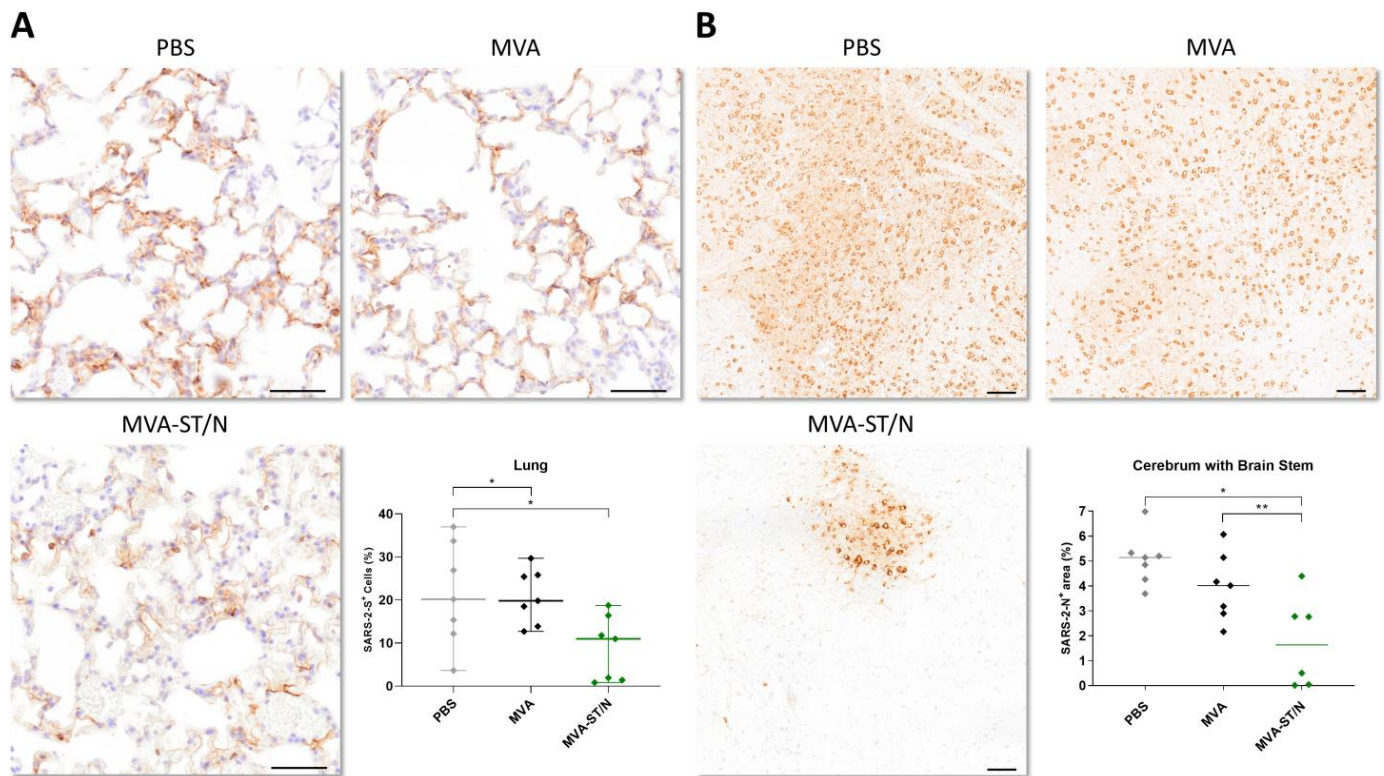 A
B
PBS
MVA
PBS
MVA
MVA-ST/N
Lung
*
*
SARS-2-S+ Cells (%)
40
30
20
10
0
PBS
MVA
MVA-ST/N
MVA-ST/N
Cerebrum with Brain Stem
*
**
SARS-2-N+ area (%)
7
6
5
4
3
2
1
0
PBS
MVA
MVA-ST/N